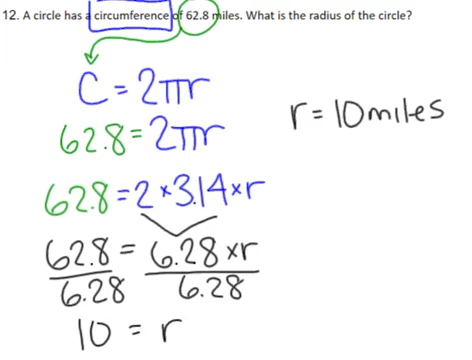 12. A circle has a circumference of 62.8 miles. What is the radius of the circle?
C = 2πr
62.8 = 2πr
r = 10 miles
62.8 = 2 × 3.14 × r
62.8 = 6.28 × r
6.28 6.28
10 = r